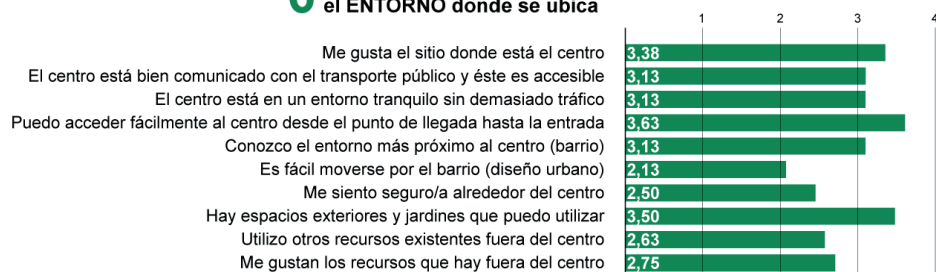 el ENTORNO donde se ubica
1 2 3 4
Me gusta el sitio donde está el centro 3,38
El centro está bien comunicado con el transporte público y éste es accesible 3,13
El centro está en un entorno tranquilo sin demasiado tráfico 3,13
Puedo acceder fácilmente al centro desde el punto de llegada hasta la entrada 3,63
Conozco el entorno más próximo al centro (barrio) 3,13
Es fácil moverse por el barrio (diseño urbano) 2,13
Me siento seguro/a alrededor del centro 2,50
Hay espacios exteriores y jardines que puedo utilizar 3,50
Utilizo otros recursos existentes fuera del centro 2,63
Me gustan los recursos que hay fuera del centro 2,75